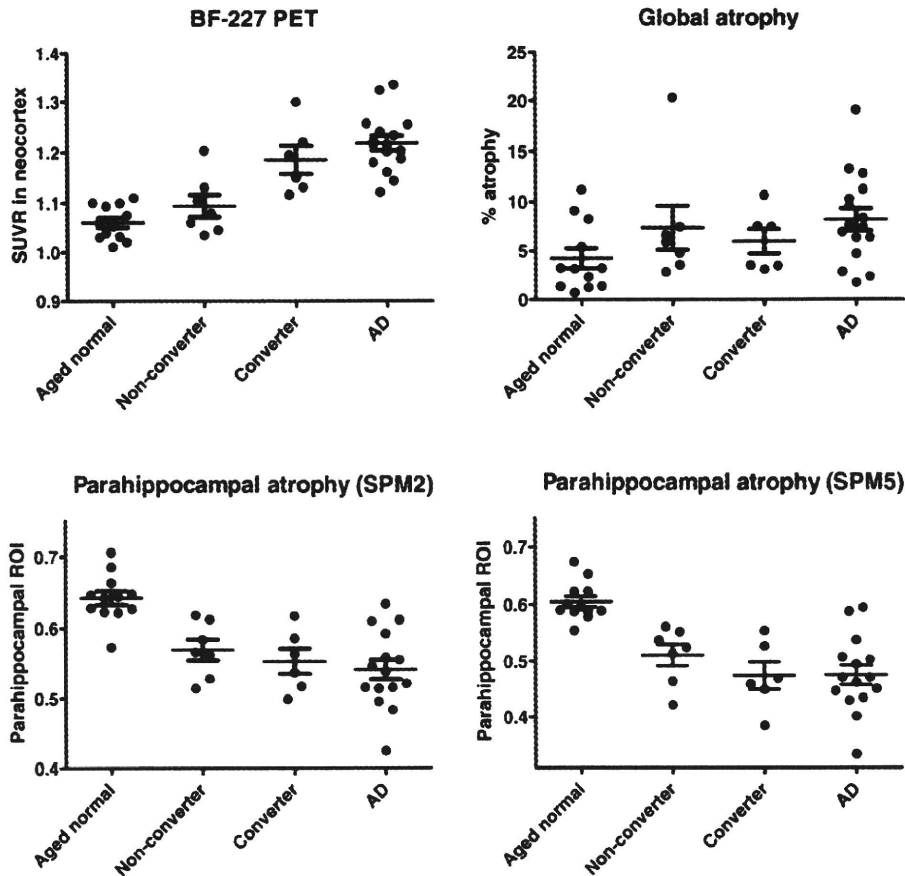 BF-227 PET
SUVR in neocortex
1.4
1.3
1.2
1.1
1.0
0.9
Aged normal
Non-converter
Converter
AD
Global atrophy
% atrophy
25
20
15
10
5
0
Aged normal
Non-converter
Converter
AD
Parahippocampal atrophy (SPM2)
Parahippocampal ROI
0.7
0.6
0.5
0.4
Aged normal
Non-converter
Converter
AD
Parahippocampal atrophy (SPM5)
Parahippocampal ROI
0.7
0.6
0.5
0.4
Aged normal
Non-converter
Converter
AD